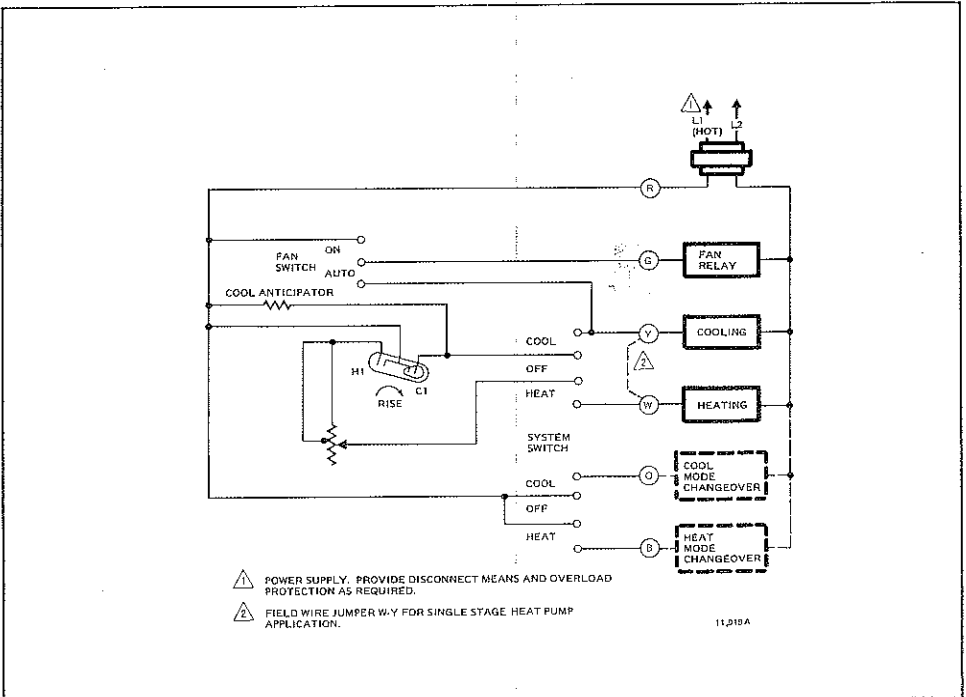 1
L1
(HOT)
L2
R
ON
FAN
SWITCH
AUTO
G
FAN
RELAY
COOL ANTICIPATOR
COOL
Y
COOLING
H1
C1
RISE
OFF
2
HEAT
W
HEATING
SYSTEM
SWITCH
COOL
O
COOL
MODE
CHANGEOVER
OFF
HEAT
B
HEAT
MODE
CHANGEOVER
1 POWER SUPPLY. PROVIDE DISCONNECT MEANS AND OVERLOAD
PROTECTION AS REQUIRED.
2 FIELD WIRE JUMPER W-Y FOR SINGLE STAGE HEAT PUMP
APPLICATION.